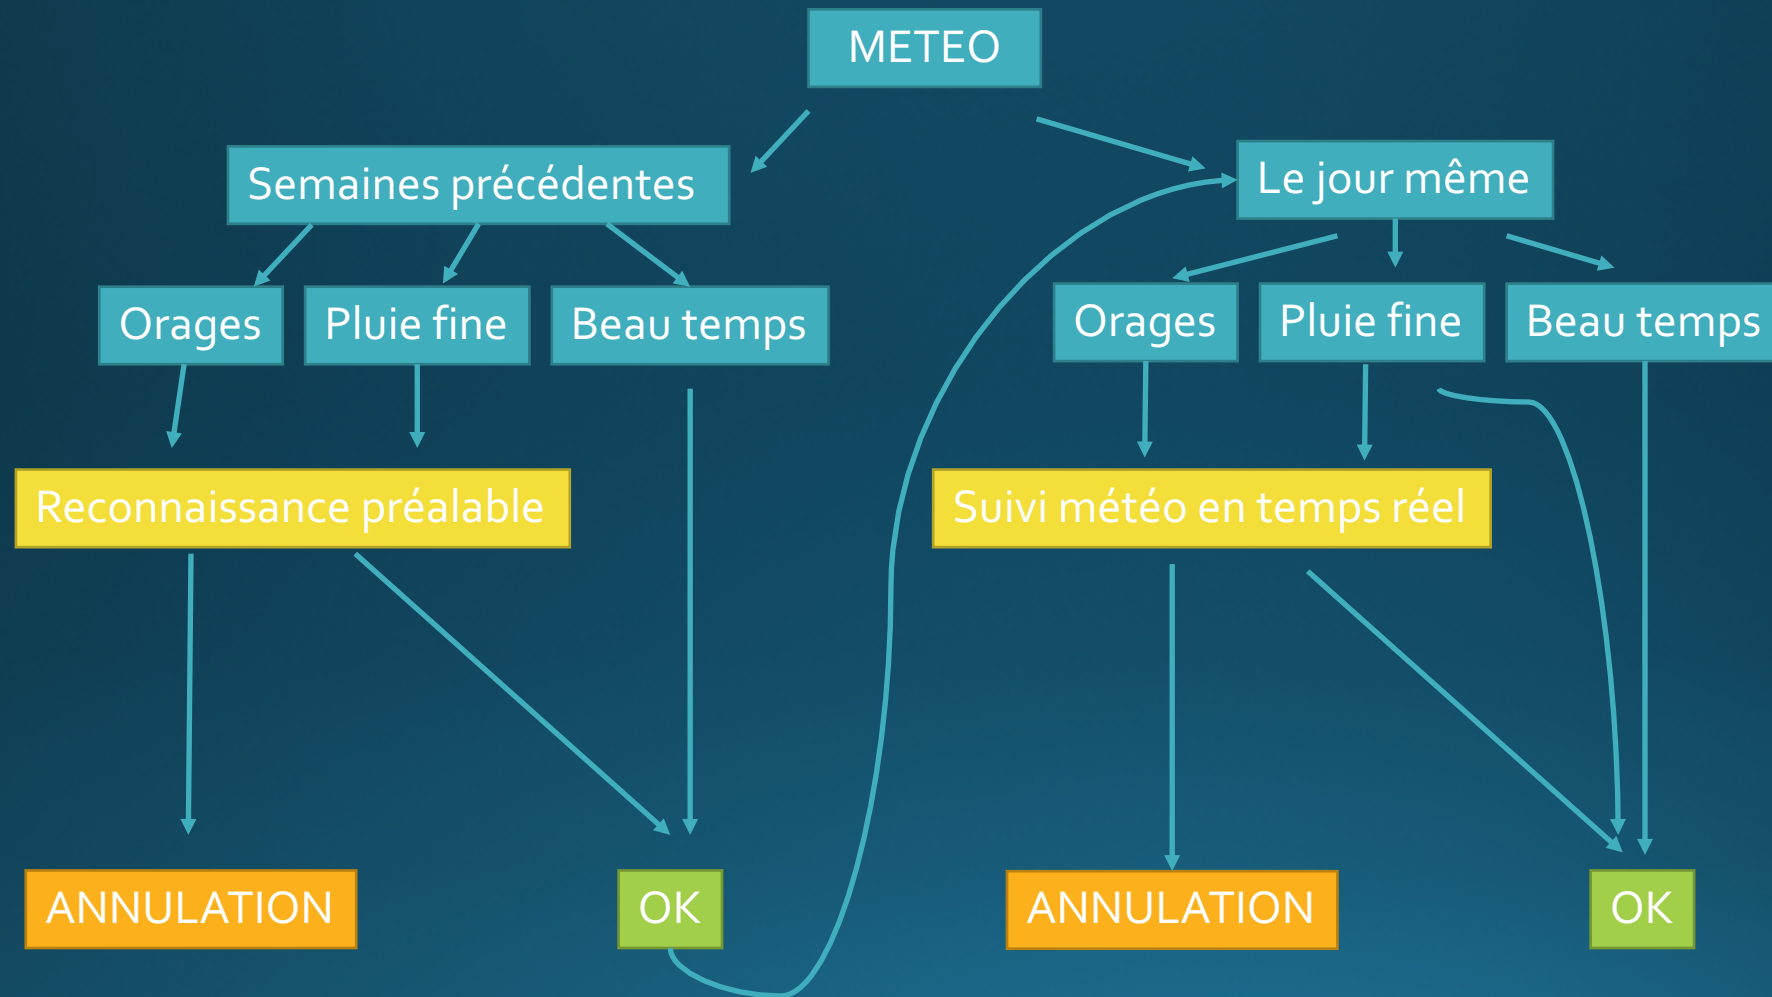 METEO
Semaines précédentes
Le jour même
Orages
Pluie fine
Beau temps
Orages
Pluie fine
Beau temps
Reconnaissance préalable
Suivi météo en temps réel
ANNULATION
OK
ANNULATION
OK